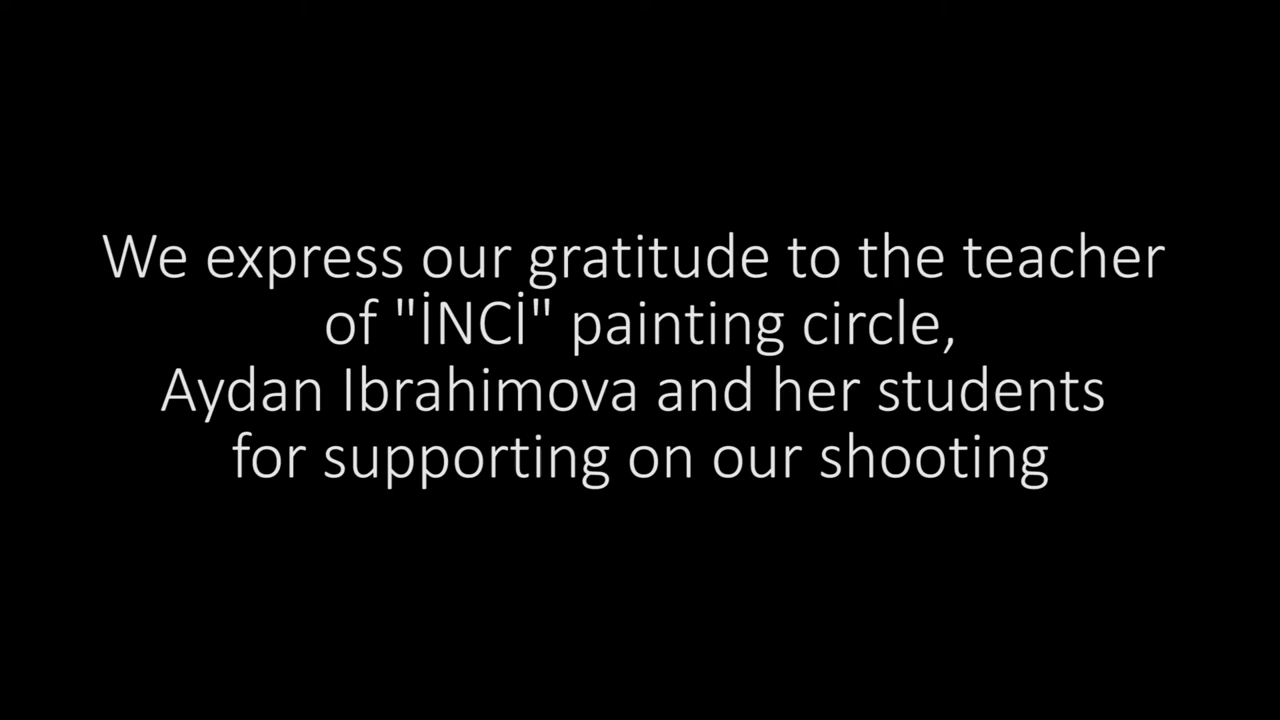 We express our gratitude to the teacher
of "İNCİ" painting circle,
Aydan Ibrahimova and her students
for supporting on our shooting